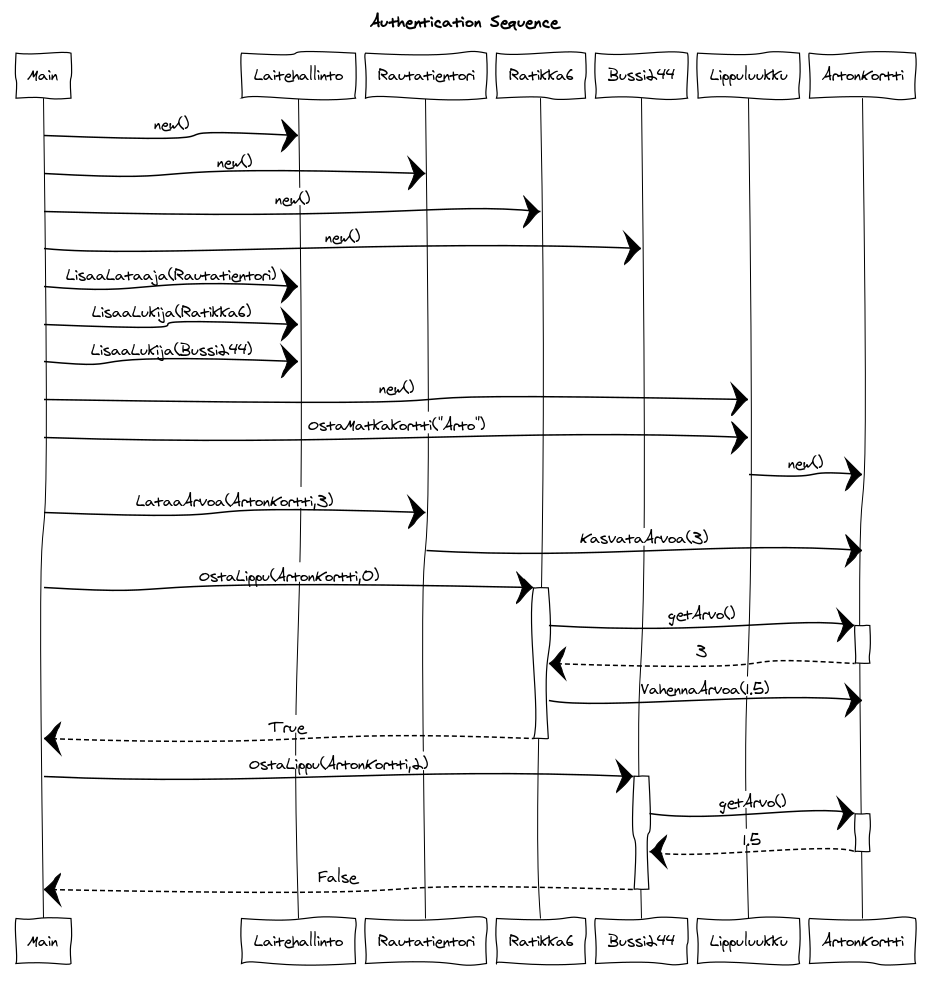 Authentication Sequence
Main Laitehallinto Rautatientori Ratikka6 Bussi244 Lippuluukku ArtonKortti
new()
new()
new()
new()
LisaaLataaja(Rautatientori)
LisaaLukija(Ratikka6)
LisaaLukija(Bussi244)
new()
OstaMatkakortti("Arto")
new()
LataaArvoa(ArtonKortti,3)
KasvataArvoa(3)
OstaLippu(ArtonKortti,0)
getArvo()
3
VahennaArvoa(1.5)
True
OstaLippu(ArtonKortti,2)
getArvo()
1.5
False
Main Laitehallinto Rautatientori Ratikka6 Bussi244 Lippuluukku ArtonKortti